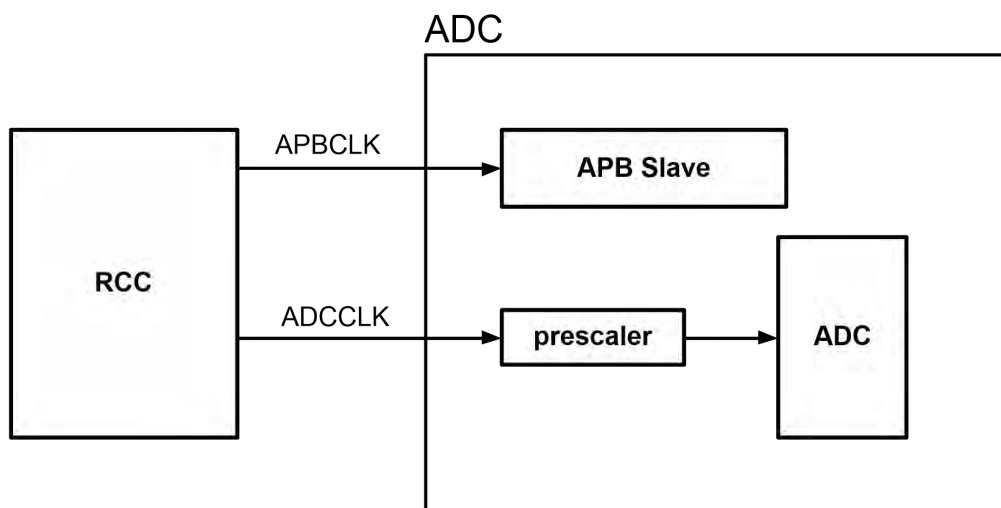 ADC
APBCLK
APB Slave
RCC
ADCCLK
prescaler
ADC